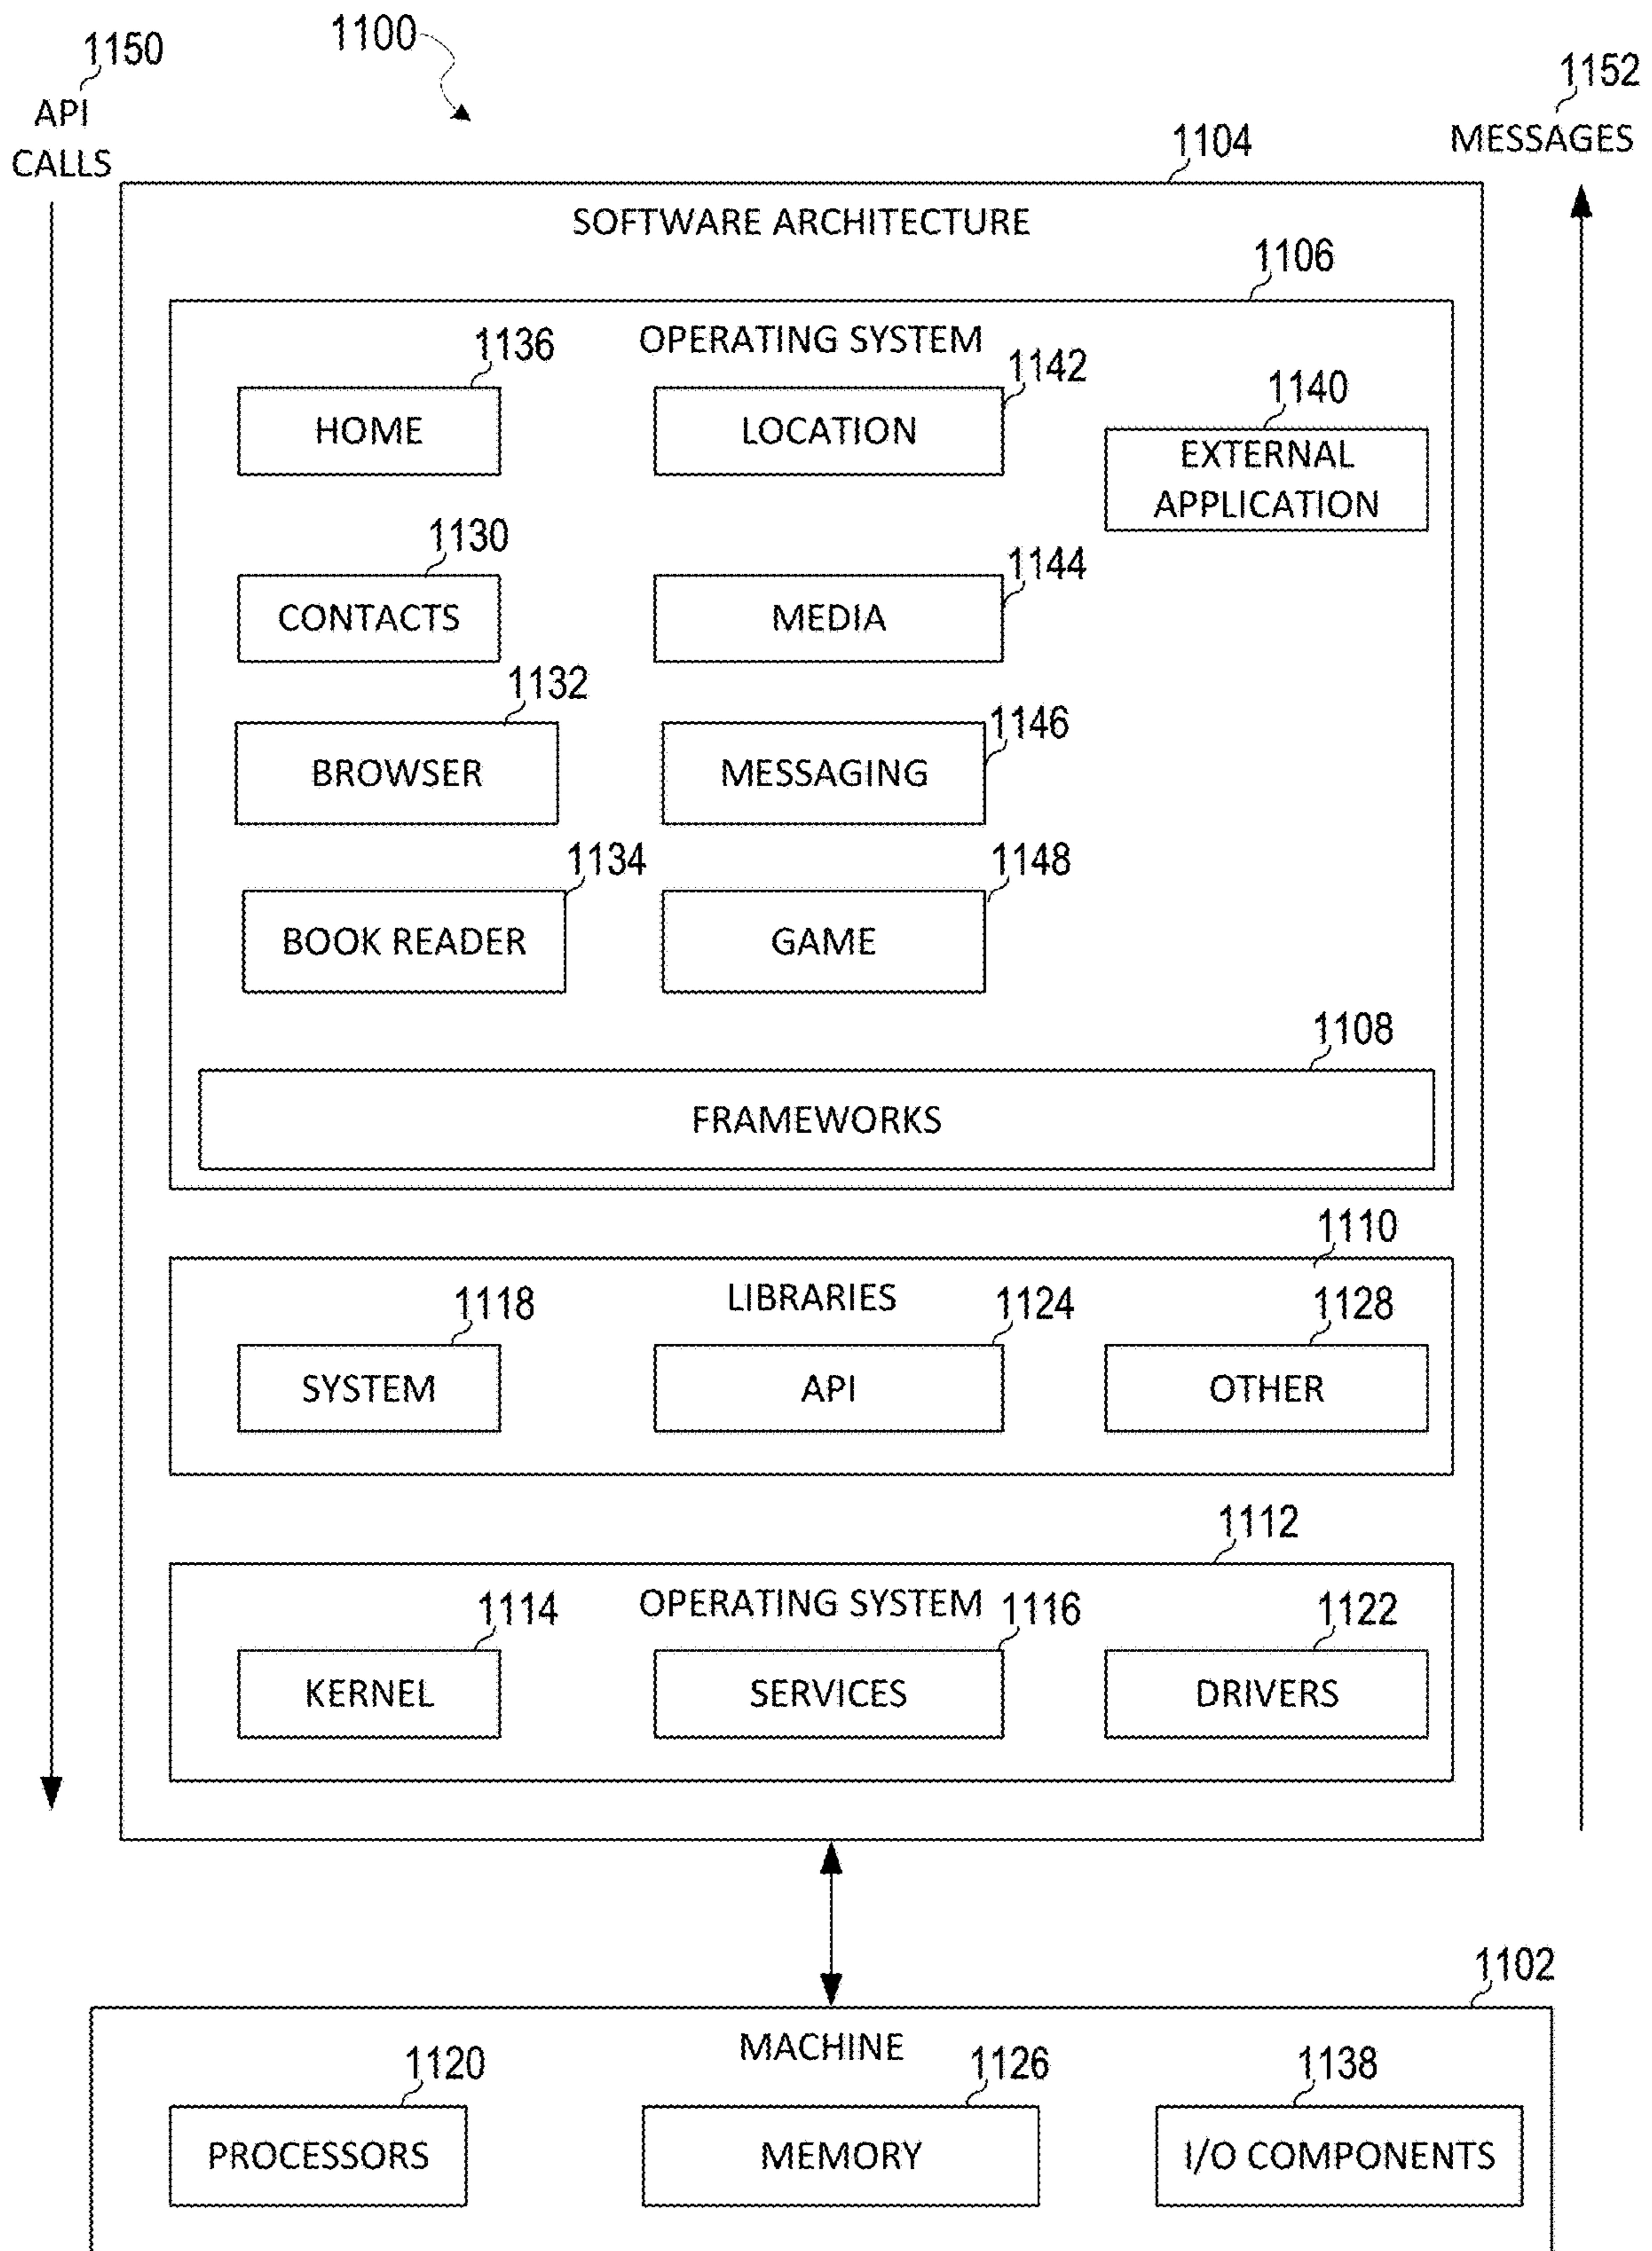 1100
1150
API
CALLS
1152
MESSAGES
1104
SOFTWARE ARCHITECTURE
1106
OPERATING SYSTEM
1136
HOME
1142
LOCATION
1140
EXTERNAL
APPLICATION
1130
CONTACTS
1144
MEDIA
1132
BROWSER
1146
MESSAGING
1134
BOOK READER
1148
GAME
1108
FRAMEWORKS
1110
LIBRARIES
1118
SYSTEM
1124
API
1128
OTHER
1112
OPERATING SYSTEM
1114
KERNEL
1116
SERVICES
1122
DRIVERS
1102
MACHINE
1120
PROCESSORS
1126
MEMORY
1138
I/O COMPONENTS